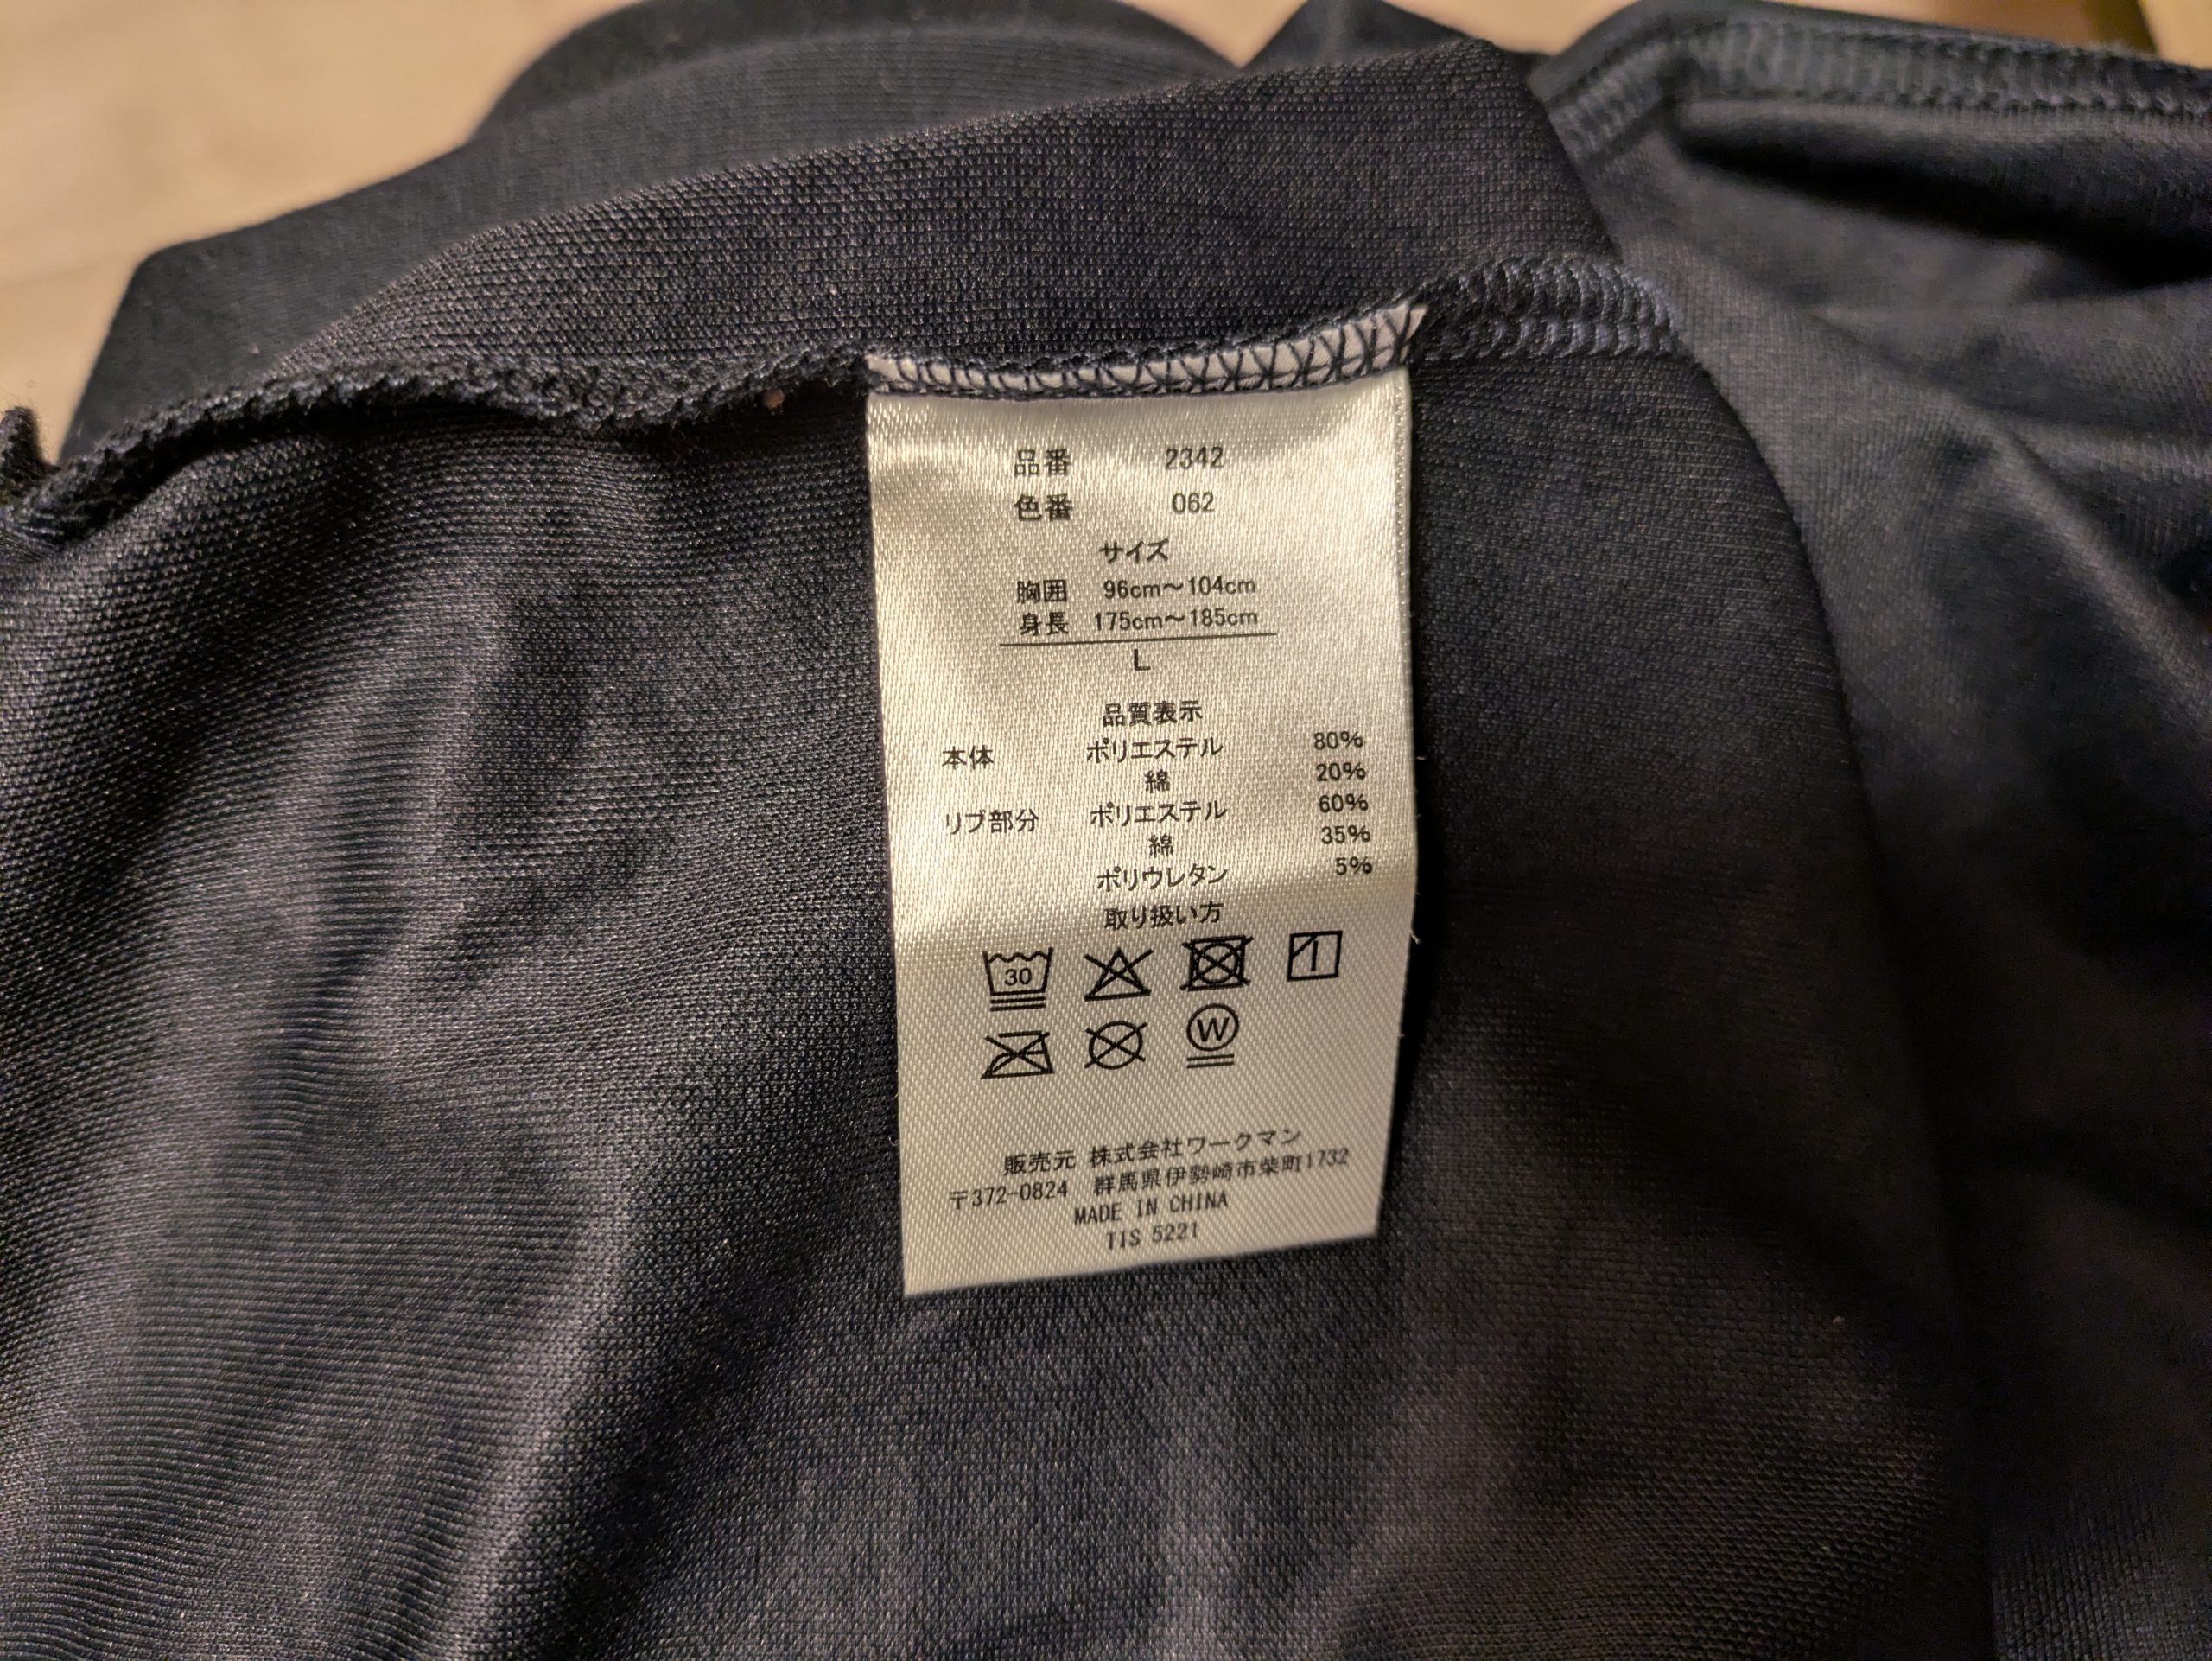 品番 2342
色番 062
サイズ
胸囲 96cm～104cm
身長 175cm～185cm
L
品質表示
本体 ポリエステル 80%
綿 20%
リブ部分 ポリエステル 60%
綿 35%
ポリウレタン 5%
取り扱い方
30
W
販売元 株式会社ワークマン
〒372-0824 群馬県伊勢崎市柴町1732
MADE IN CHINA
TIS 5221